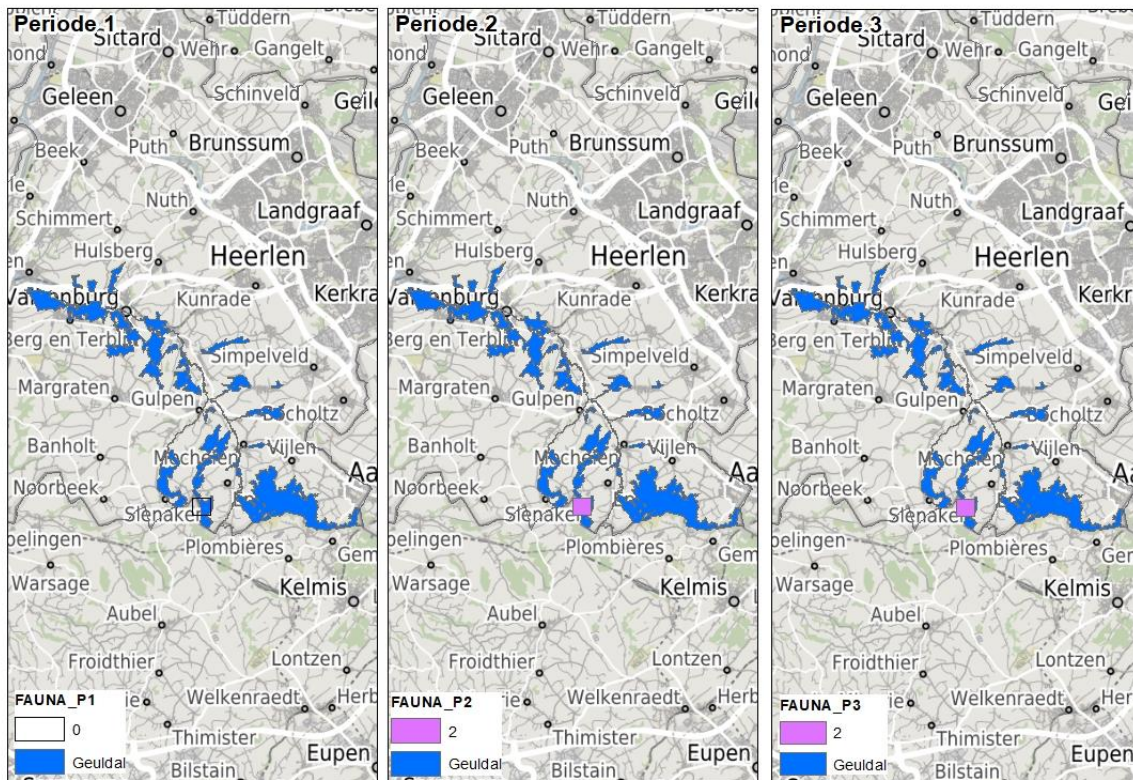 Periode 1
Sittard
Tüddern
Wehr
Gangelt
Geleen
Schinveld
Beek
Puth
Brunssum
Nuth
Schimmert
Landgraaf
Hulsberg
Heerlen
Kunrade
Simpelveld
Margraten
Gulpen
Banholt
Vijlen
Mechelen
Noorbeek
Plombières
Warsage
Kelmis
Aubel
Froidthier
Lontzen
Welkenraedt
Thimister
Eupen
Bilstain
FAUNA_P1
0
Geuldal
Periode 2
Sittard
Tüddern
Wehr
Gangelt
Geleen
Schinveld
Beek
Puth
Brunssum
Nuth
Schimmert
Landgraaf
Hulsberg
Heerlen
Kunrade
Simpelveld
Margraten
Gulpen
Banholt
Vijlen
Mechelen
Noorbeek
Plombières
Warsage
Kelmis
Aubel
Froidthier
Lontzen
Welkenraedt
Thimister
Eupen
Bilstain
FAUNA_P2
2
Geuldal
Periode 3
Sittard
Tüddern
Wehr
Gangelt
Geleen
Schinveld
Beek
Puth
Brunssum
Nuth
Schimmert
Landgraaf
Hulsberg
Heerlen
Kunrade
Simpelveld
Margraten
Gulpen
Banholt
Vijlen
Mechelen
Noorbeek
Plombières
Warsage
Kelmis
Aubel
Froidthier
Lontzen
Welkenraedt
Thimister
Eupen
Bilstain
FAUNA_P3
2
Geuldal